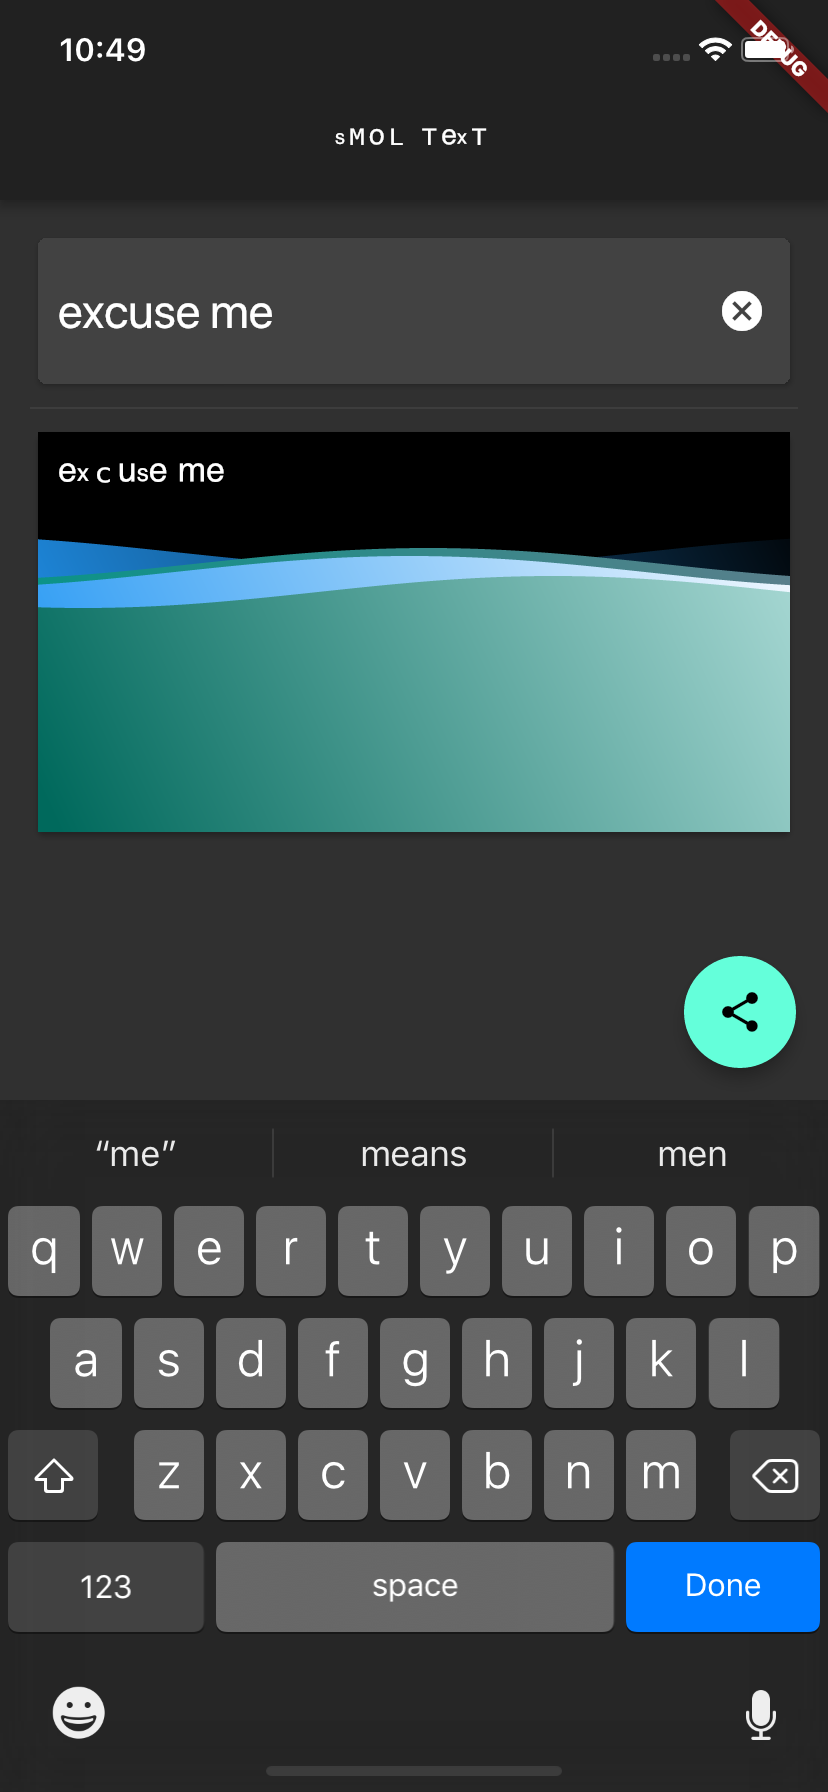 10:49
DEBUG
sMoL TexT
excuse me
ex c use me
“me” means men
q w e r t y u i o p
a s d f g h j k l
z x c v b n m
123 space Done